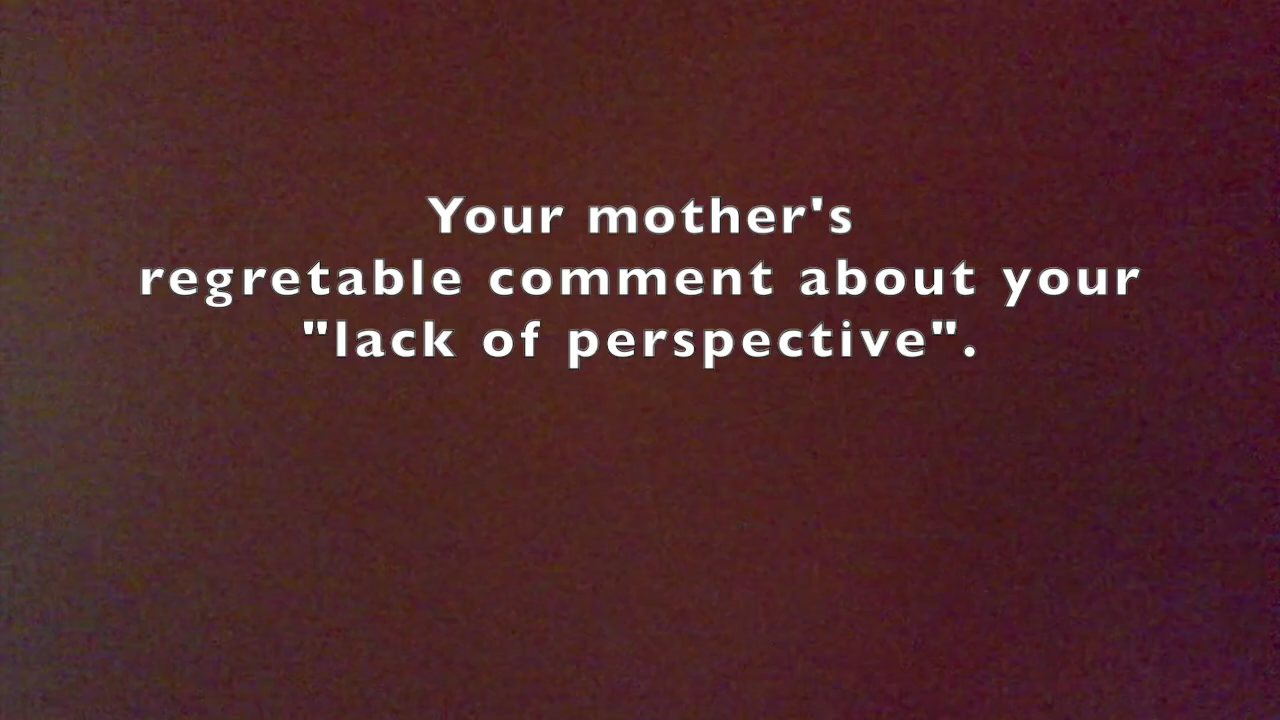 Your mother's
regretable comment about your
"lack of perspective".